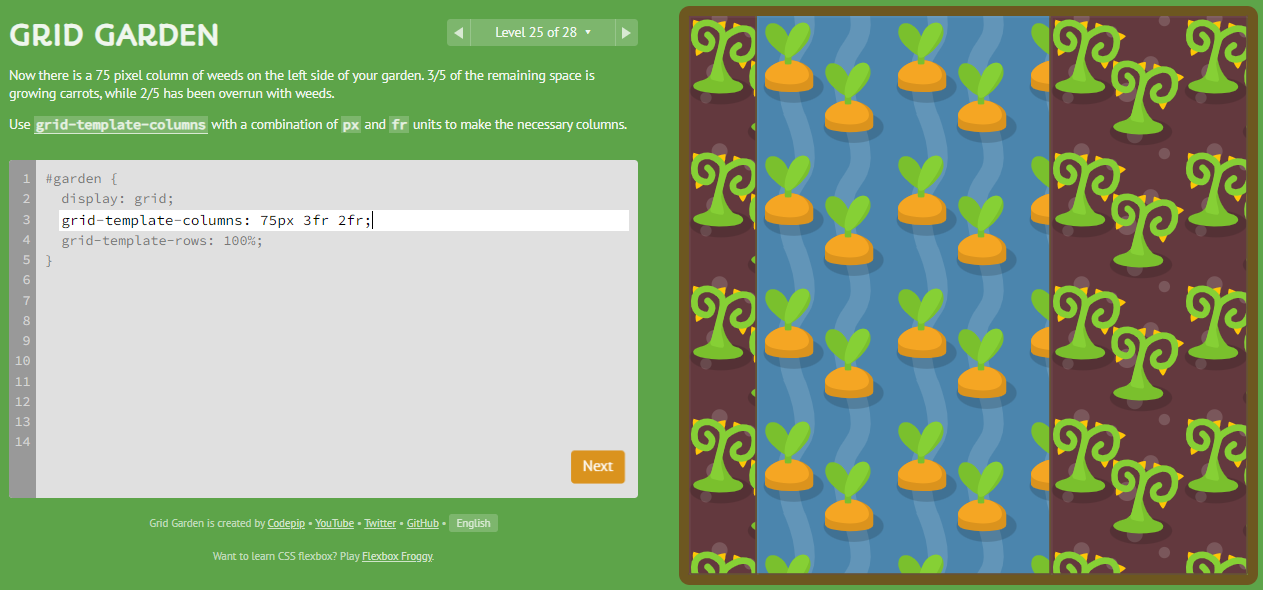 GRID GARDEN
◀ Level 25 of 28 ▾ ▶
Now there is a 75 pixel column of weeds on the left side of your garden. 3/5 of the remaining space is
growing carrots, while 2/5 has been overrun with weeds.
Use grid-template-columns with a combination of px and fr units to make the necessary columns.
1 #garden {
2 display: grid;
3 grid-template-columns: 75px 3fr 2fr;
4 grid-template-rows: 100%;
5 }
6
7
8
9
10
11
12
13
14
Next
Grid Garden is created by Codepip • YouTube • Twitter • GitHub • English
Want to learn CSS flexbox? Play Flexbox Froggy.